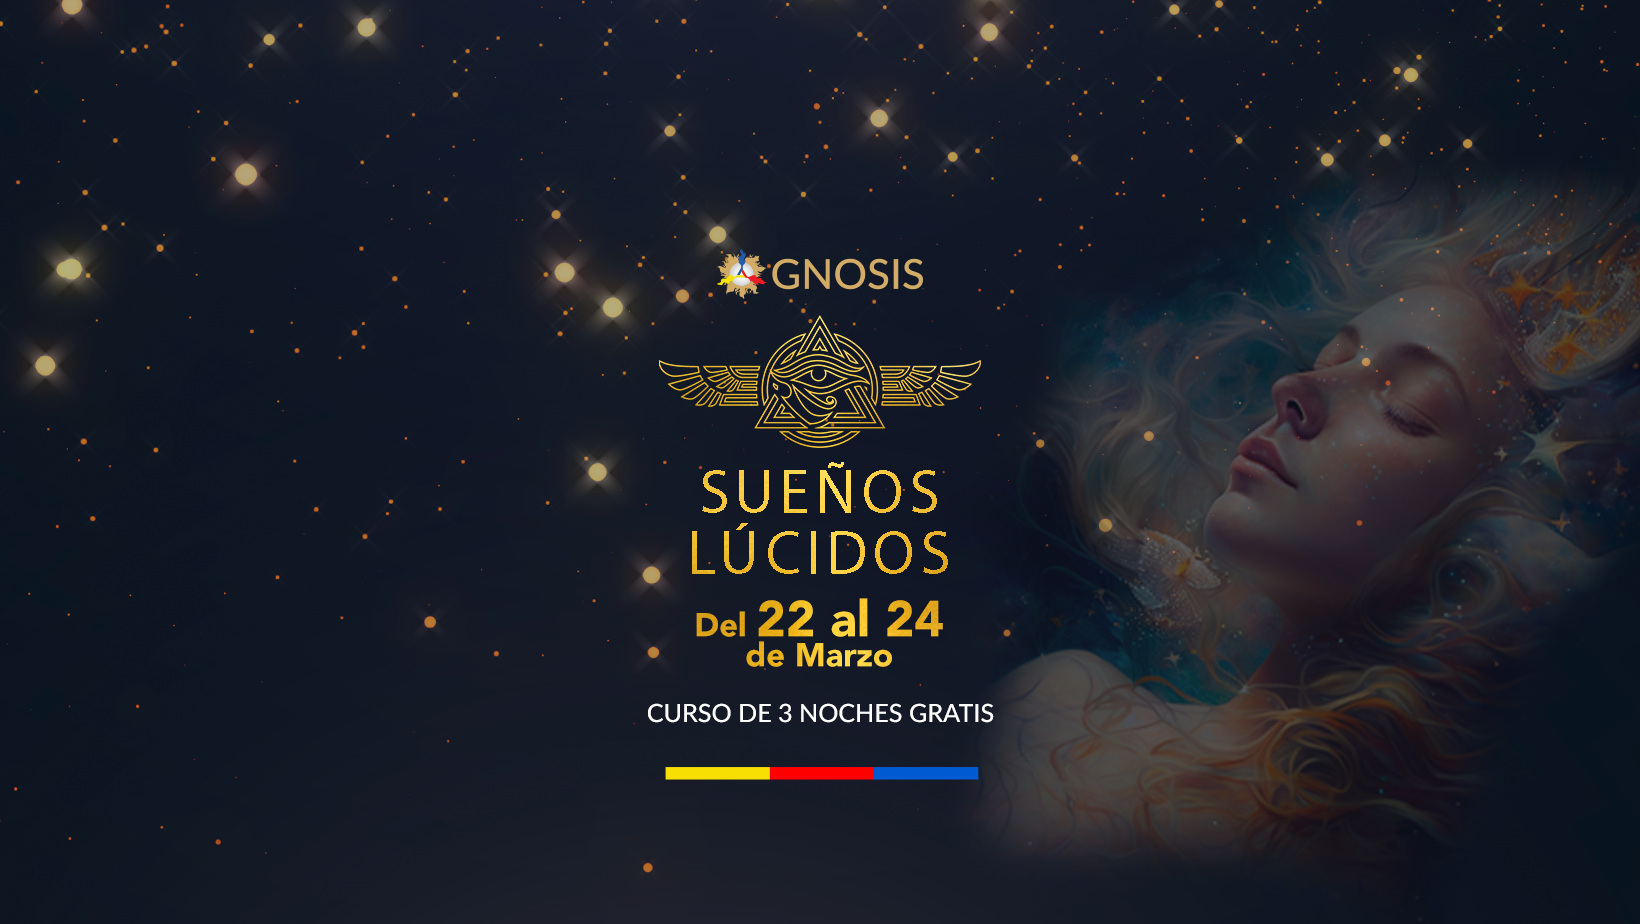 GNOSIS
SUEÑOS
LÚCIDOS
Del 22 al 24
de Marzo
CURSO DE 3 NOCHES GRATIS